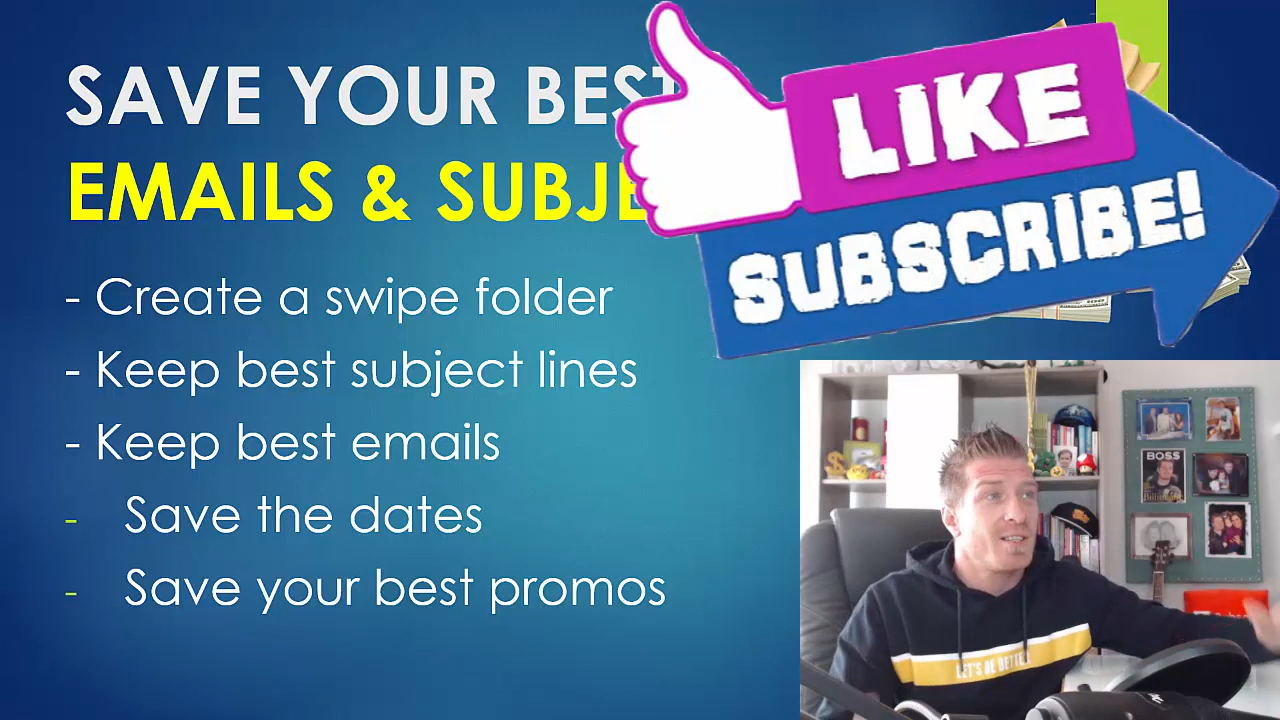 SAVE YOUR BEST
EMAILS & SUBJE
LIKE
SUBSCRIBE!
- Create a swipe folder
- Keep best subject lines
- Keep best emails
- Save the dates
- Save your best promos
BOSS
LET'S BE BETTER